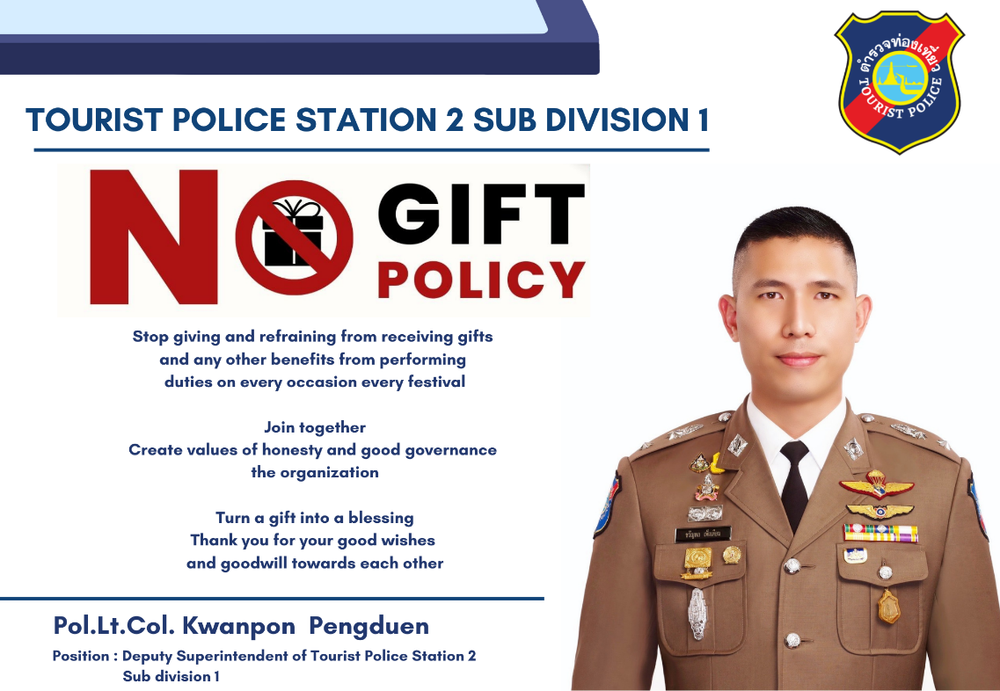 ตำรวจท่องเที่ยว
TOURIST POLICE
TOURIST POLICE STATION 2 SUB DIVISION 1
NO GIFT
POLICY
Stop giving and refraining from receiving gifts
and any other benefits from performing
duties on every occasion every festival
Join together
Create values of honesty and good governance
the organization
Turn a gift into a blessing
Thank you for your good wishes
and goodwill towards each other
Pol.Lt.Col. Kwanpon Pengduen
Position : Deputy Superintendent of Tourist Police Station 2
Sub division 1